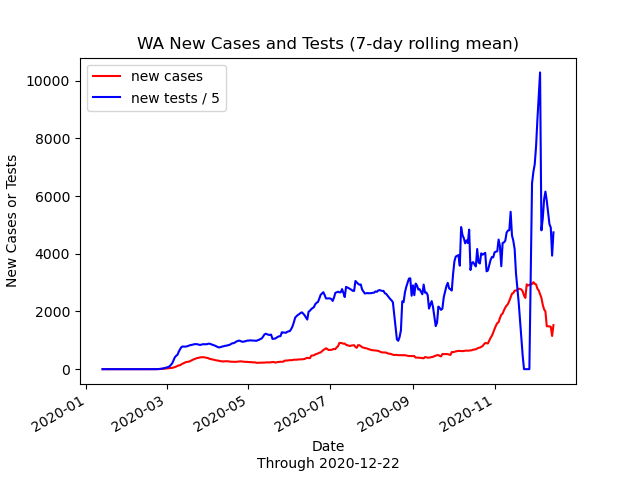 WA New Cases and Tests (7-day rolling mean)
new cases
new tests / 5
10000
8000
6000
4000
2000
0
New Cases or Tests
2020-01
2020-03
2020-05
2020-07
2020-09
2020-11
Date
Through 2020-12-22